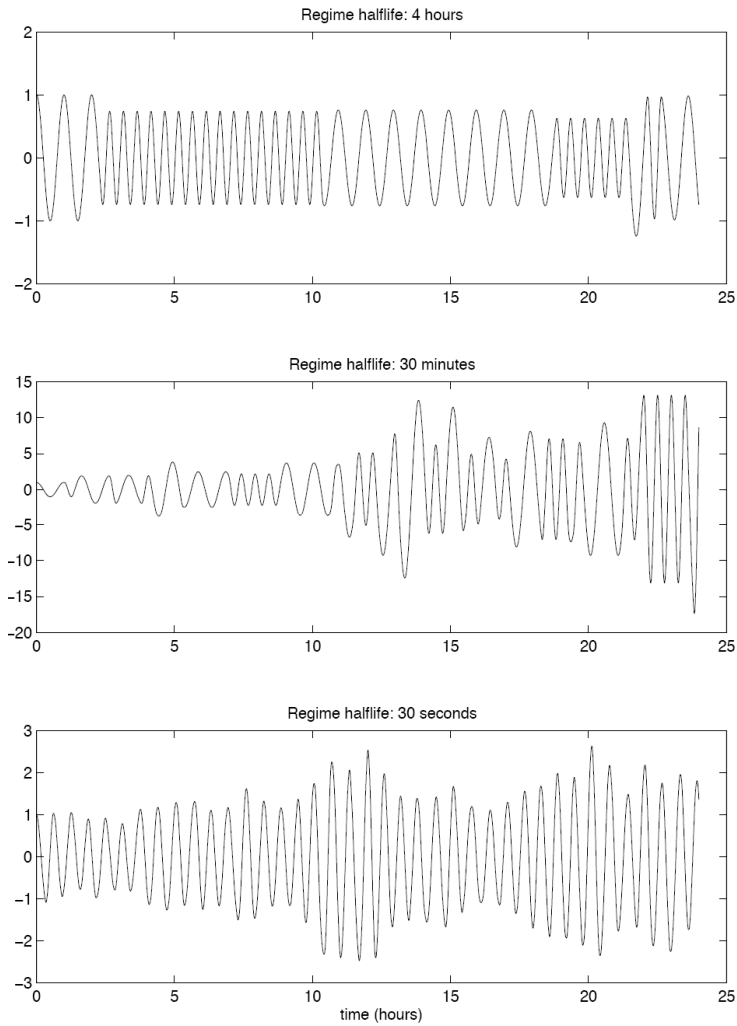 Regime halflife: 4 hours
2
1
0
−1
−2
0 5 10 15 20 25
Regime halflife: 30 minutes
15
10
5
0
−5
−10
−15
−20
0 5 10 15 20 25
Regime halflife: 30 seconds
3
2
1
0
−1
−2
−3
0 5 10 15 20 25
time (hours)